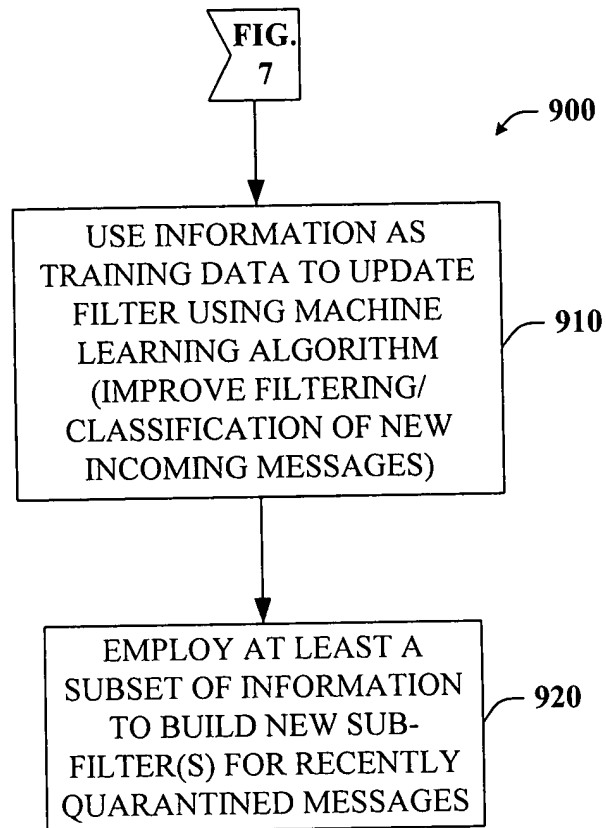 FIG.
7
900
USE INFORMATION AS
TRAINING DATA TO UPDATE
FILTER USING MACHINE
LEARNING ALGORITHM
(IMPROVE FILTERING/
CLASSIFICATION OF NEW
INCOMING MESSAGES)
910
EMPLOY AT LEAST A
SUBSET OF INFORMATION
TO BUILD NEW SUB-
FILTER(S) FOR RECENTLY
QUARANTINED MESSAGES
920